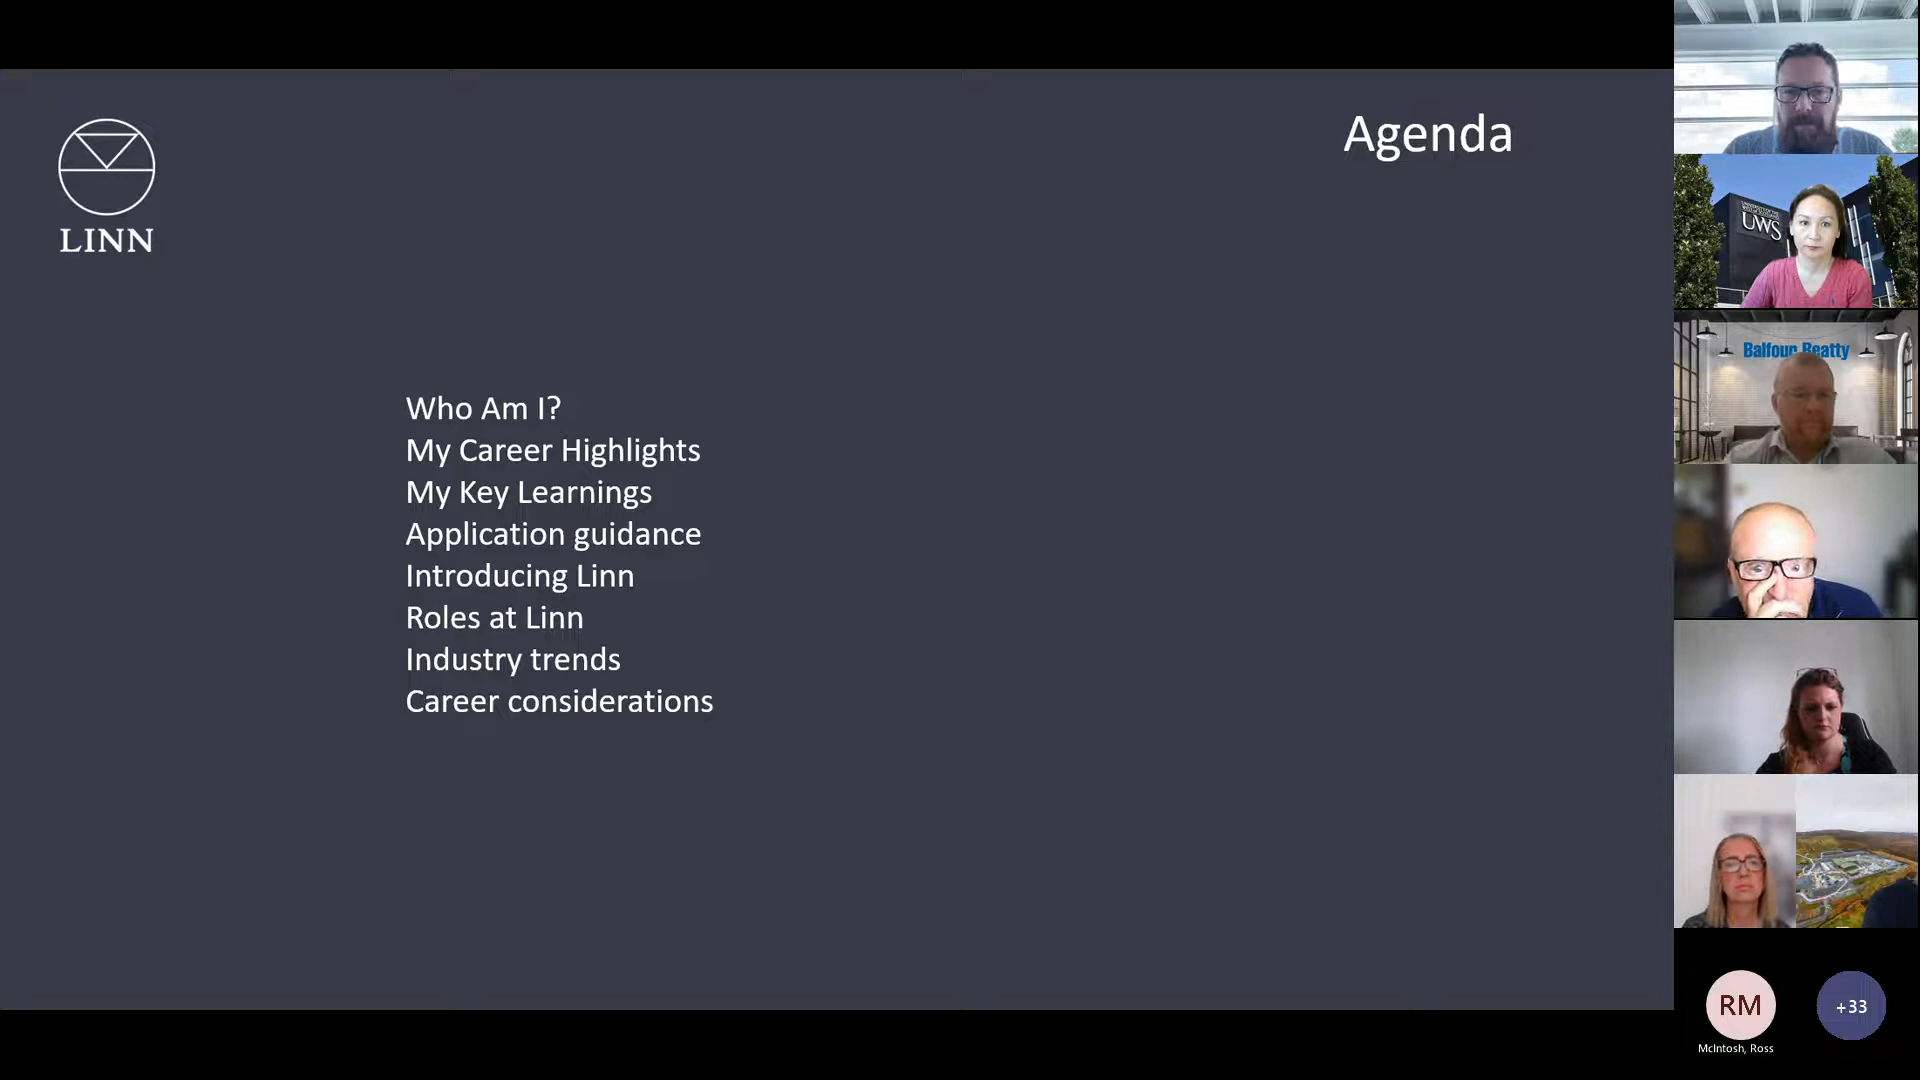 Agenda
LINN
Who Am I?
My Career Highlights
My Key Learnings
Application guidance
Introducing Linn
Roles at Linn
Industry trends
Career considerations
UWS
Balfour Beatty
RM
+33
McIntosh, Ross